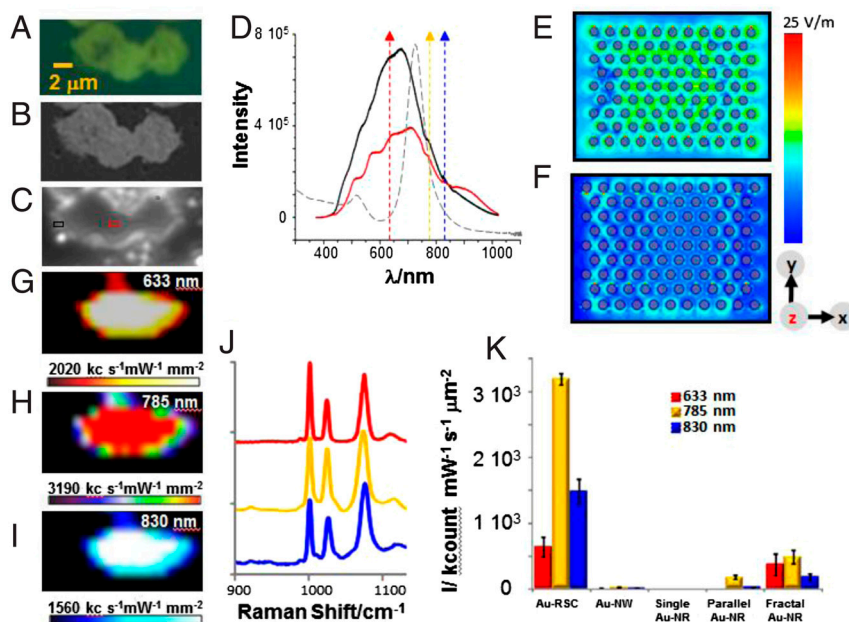 A
2 μm
B
C
G
633 nm
2020 kc s⁻¹mW⁻¹ mm⁻²
H
785 nm
3190 kc s⁻¹mW⁻¹ mm⁻²
I
830 nm
1560 kc s⁻¹mW⁻¹ mm⁻²
D
Intensity
8 10⁵
4 10⁵
0
300 400 600 800 1000
λ/nm
E
F
25 V/m
0
y
z
x
J
900 1000 1100
Raman Shift/cm⁻¹
K
I/ kcount mW⁻¹ s⁻¹ μm⁻²
3 10³
2 10³
1 10³
0
633 nm
785 nm
830 nm
Au-RSC
Au-NW
Single Au-NR
Parallel Au-NR
Fractal Au-NR